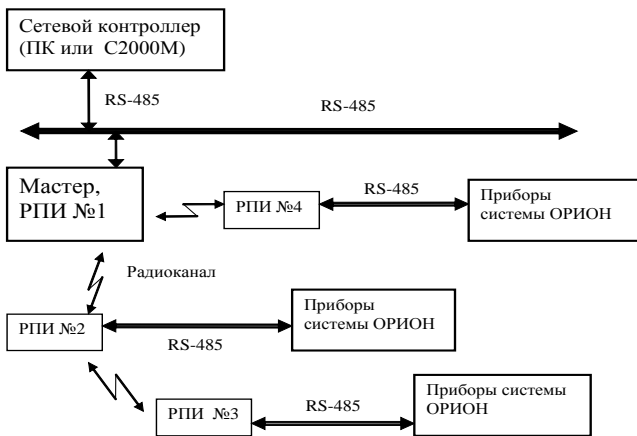 Сетевой контроллер
(ПК или С2000М)
RS-485
RS-485
Мастер,
РПИ №1
РПИ №4
RS-485
Приборы
системы ОРИОН
Радиоканал
РПИ №2
RS-485
Приборы
системы ОРИОН
РПИ №3
RS-485
Приборы системы
ОРИОН